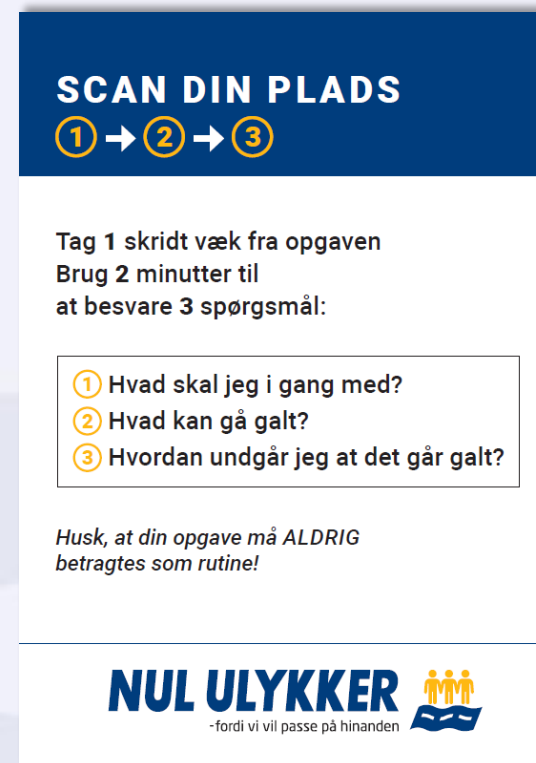 SCAN DIN PLADS
1 → 2 → 3
Tag 1 skridt væk fra opgaven
Brug 2 minutter til
at besvare 3 spørgsmål:
1 Hvad skal jeg i gang med?
2 Hvad kan gå galt?
3 Hvordan undgår jeg at det går galt?
Husk, at din opgave må ALDRIG
betragtes som rutine!
NUL ULYKKER
-fordi vi vil passe på hinanden